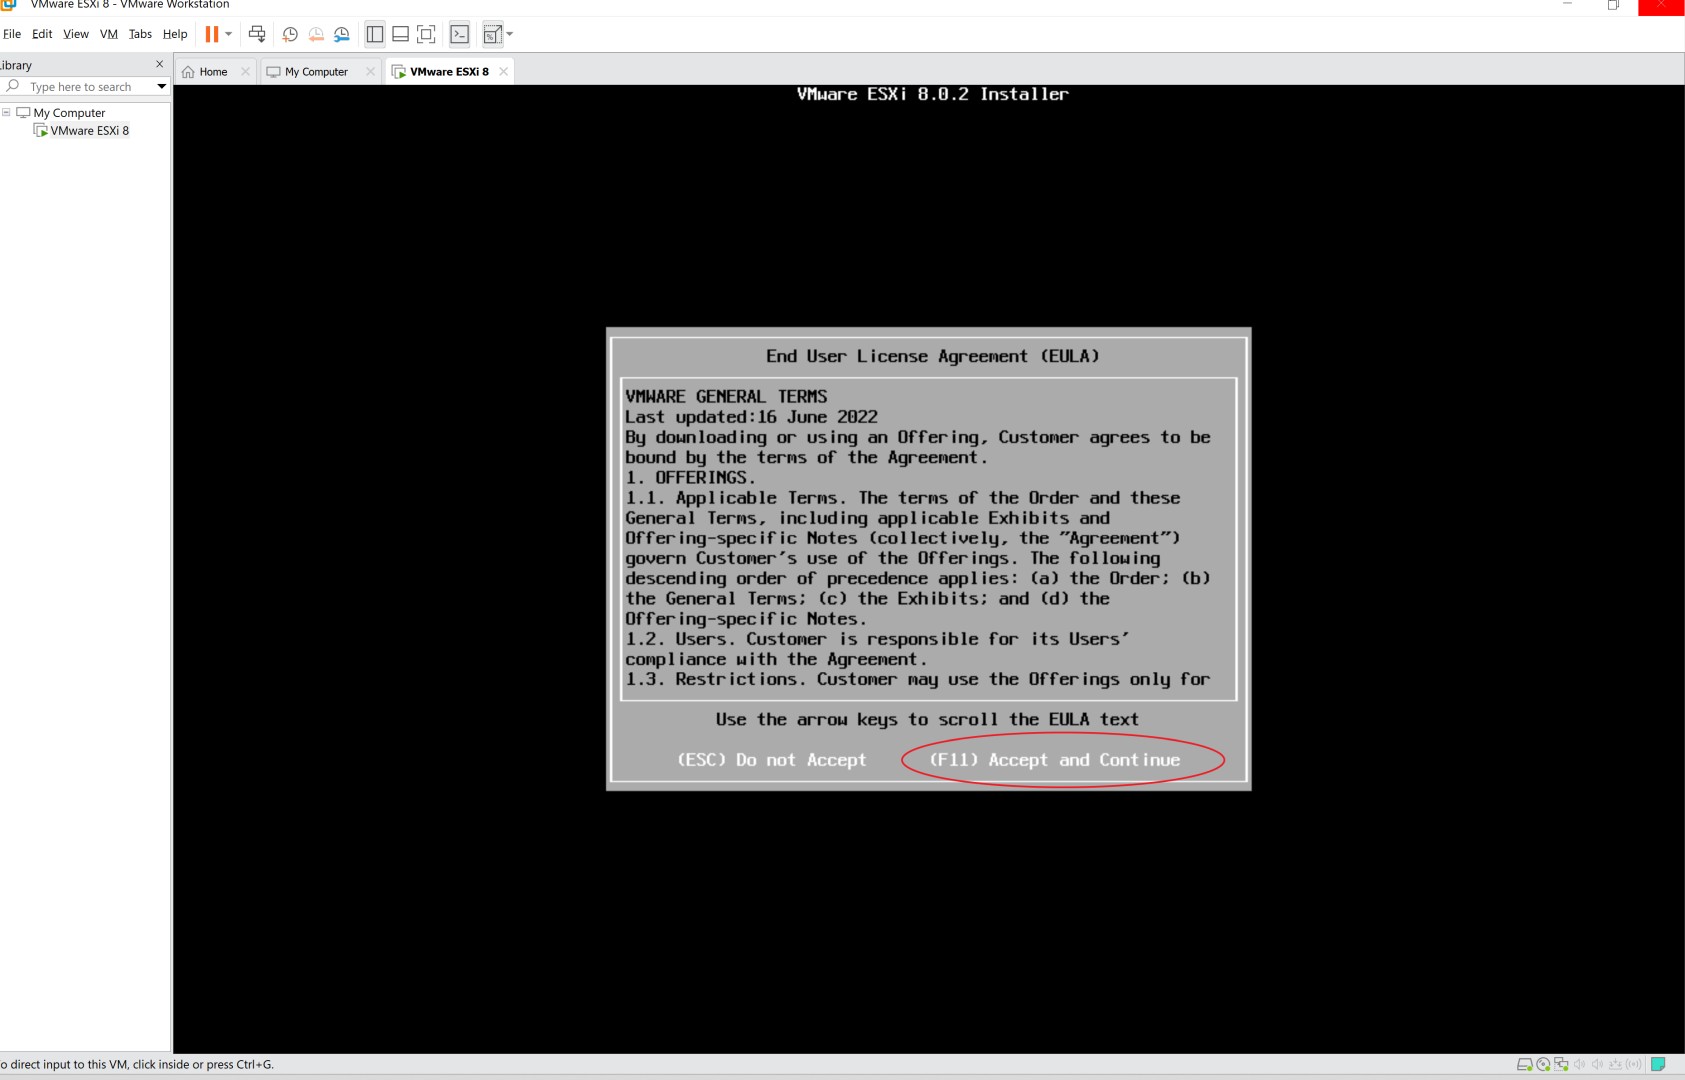 VMware ESXi 8 - VMware Workstation
File Edit View VM Tabs Help
ibrary
Home
My Computer
VMware ESXi 8
Type here to search
My Computer
VMware ESXi 8
VMware ESXi 8.0.2 Installer
End User License Agreement (EULA)
VMWARE GENERAL TERMS
Last updated:16 June 2022
By downloading or using an Offering, Customer agrees to be
bound by the terms of the Agreement.
1. OFFERINGS.
1.1. Applicable Terms. The terms of the Order and these
General Terms, including applicable Exhibits and
Offering-specific Notes (collectively, the "Agreement")
govern Customer's use of the Offerings. The following
descending order of precedence applies: (a) the Order; (b)
the General Terms; (c) the Exhibits; and (d) the
Offering-specific Notes.
1.2. Users. Customer is responsible for its Users'
compliance with the Agreement.
1.3. Restrictions. Customer may use the Offerings only for
Use the arrow keys to scroll the EULA text
(ESC) Do not Accept (F11) Accept and Continue
o direct input to this VM, click inside or press Ctrl+G.